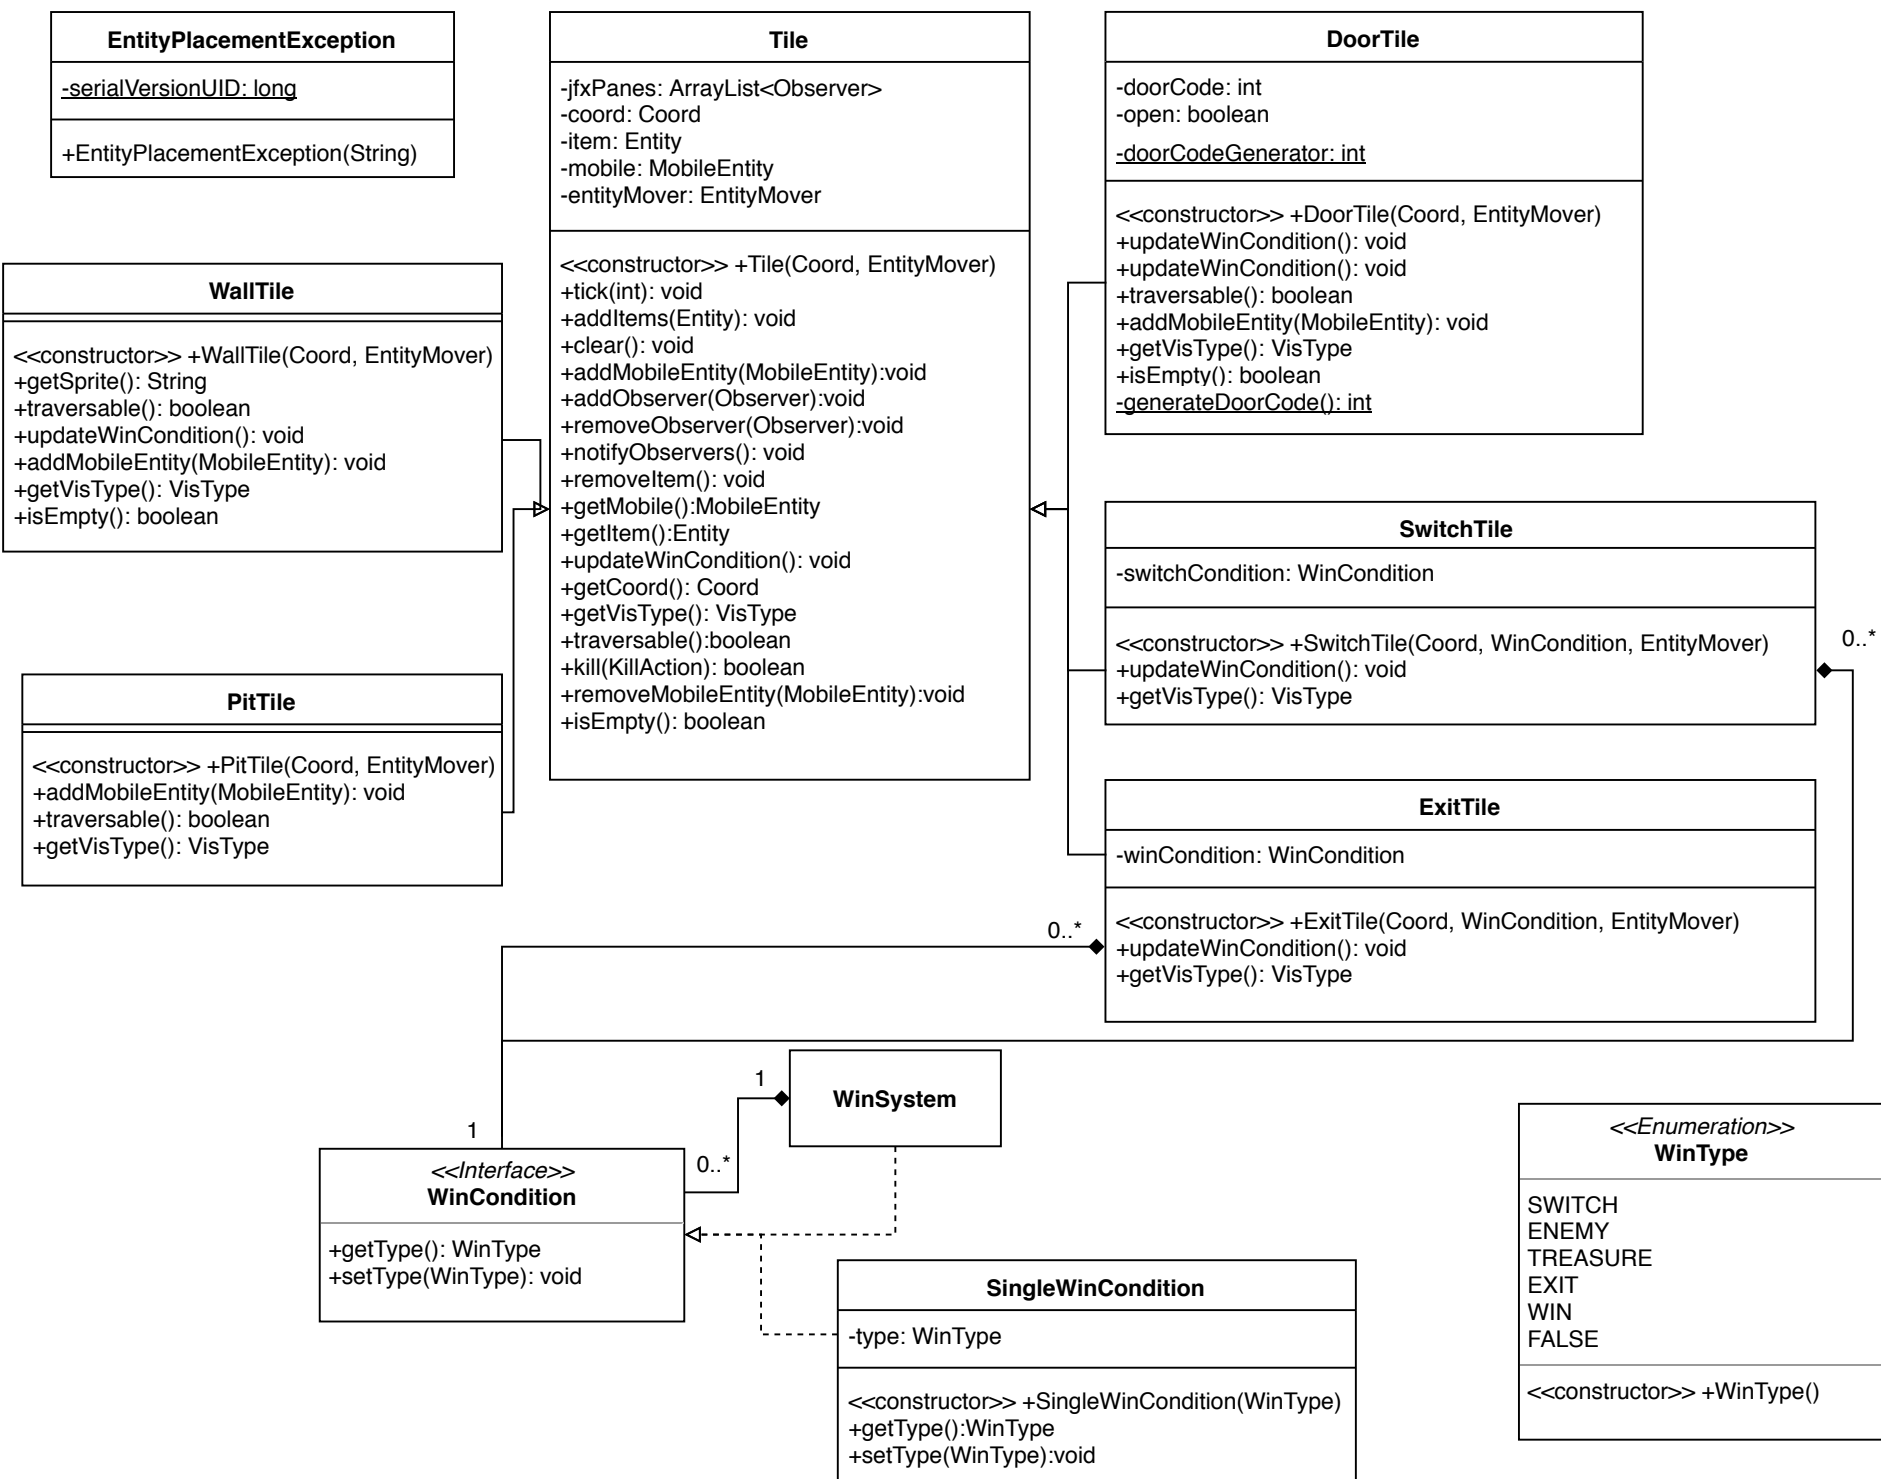 EntityPlacementException
-serialVersionUID: long
+EntityPlacementException(String)
Tile
-jfxPanes: ArrayList<Observer>
-coord: Coord
-item: Entity
-mobile: MobileEntity
-entityMover: EntityMover
<<constructor>> +Tile(Coord, EntityMover)
+tick(int): void
+addItems(Entity): void
+clear(): void
+addMobileEntity(MobileEntity):void
+addObserver(Observer):void
+removeObserver(Observer):void
+notifyObservers(): void
+removeItem(): void
+getMobile():MobileEntity
+getItem():Entity
+updateWinCondition(): void
+getCoord(): Coord
+getVisType(): VisType
+traversable():boolean
+kill(KillAction): boolean
+removeMobileEntity(MobileEntity):void
+isEmpty(): boolean
DoorTile
-doorCode: int
-open: boolean
-doorCodeGenerator: int
<<constructor>> +DoorTile(Coord, EntityMover)
+updateWinCondition(): void
+updateWinCondition(): void
+traversable(): boolean
+addMobileEntity(MobileEntity): void
+getVisType(): VisType
+isEmpty(): boolean
-generateDoorCode(): int
WallTile
<<constructor>> +WallTile(Coord, EntityMover)
+getSprite(): String
+traversable(): boolean
+updateWinCondition(): void
+addMobileEntity(MobileEntity): void
+getVisType(): VisType
+isEmpty(): boolean
PitTile
<<constructor>> +PitTile(Coord, EntityMover)
+addMobileEntity(MobileEntity): void
+traversable(): boolean
+getVisType(): VisType
SwitchTile
-switchCondition: WinCondition
<<constructor>> +SwitchTile(Coord, WinCondition, EntityMover)
+updateWinCondition(): void
+getVisType(): VisType
0..*
ExitTile
-winCondition: WinCondition
<<constructor>> +ExitTile(Coord, WinCondition, EntityMover)
+updateWinCondition(): void
+getVisType(): VisType
0..*
1
WinSystem
1
0..*
<<Interface>>
WinCondition
+getType(): WinType
+setType(WinType): void
SingleWinCondition
-type: WinType
<<constructor>> +SingleWinCondition(WinType)
+getType():WinType
+setType(WinType):void
<<Enumeration>>
WinType
SWITCH
ENEMY
TREASURE
EXIT
WIN
FALSE
<<constructor>> +WinType()